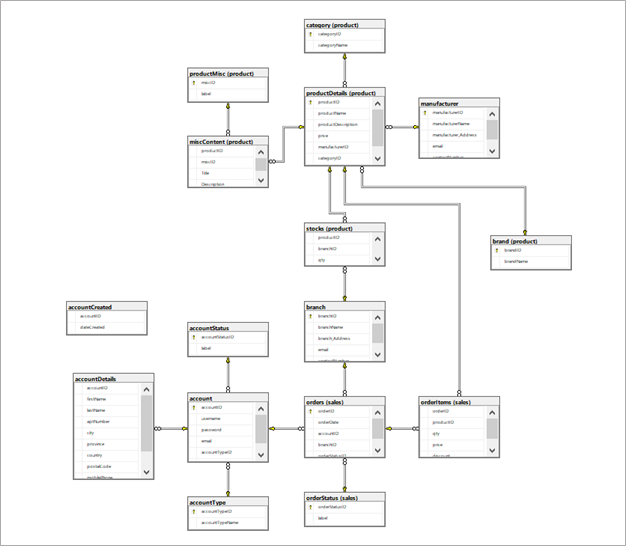 category (product)
categoryID
categoryName
productMisc (product)
miscID
label
productDetails (product)
productID
productName
productDescription
price
manufacturerID
categoryID
manufacturer
manufacturerID
manufacturerName
manufacturer_Address
email
miscContent (product)
productID
miscID
Title
Description
stocks (product)
productID
branchID
qty
brand (product)
brandID
brandName
accountCreated
accountID
dateCreated
branch
branchID
branchName
branch_Address
email
accountStatus
accountStatusID
label
accountDetails
accountID
firstName
lastName
aptNumber
city
province
country
postalCode
account
accountID
username
password
email
accountTypeID
orders (sales)
orderID
orderDate
accountID
branchID
orderStatusID
orderItems (sales)
orderID
productID
qty
price
accountType
accountTypeID
accountTypeName
orderStatus (sales)
orderStatusID
label